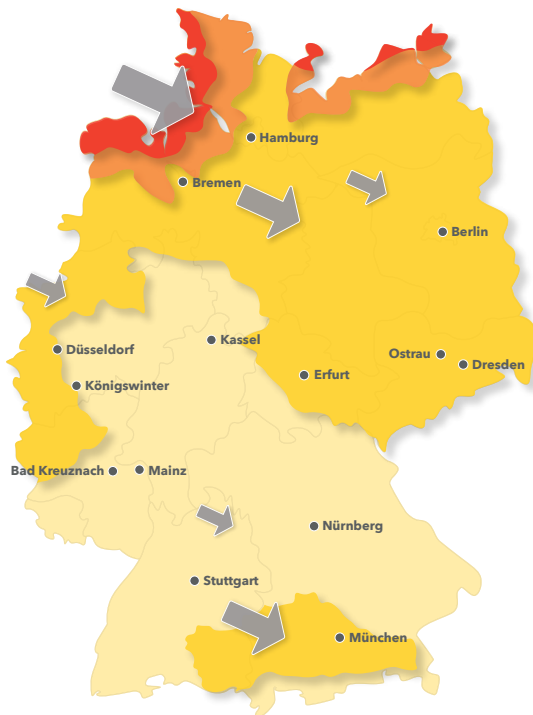 Hamburg
Bremen
Berlin
Kassel
Düsseldorf
Ostrau
Dresden
Erfurt
Königswinter
Bad Kreuznach
Mainz
Nürnberg
Stuttgart
München